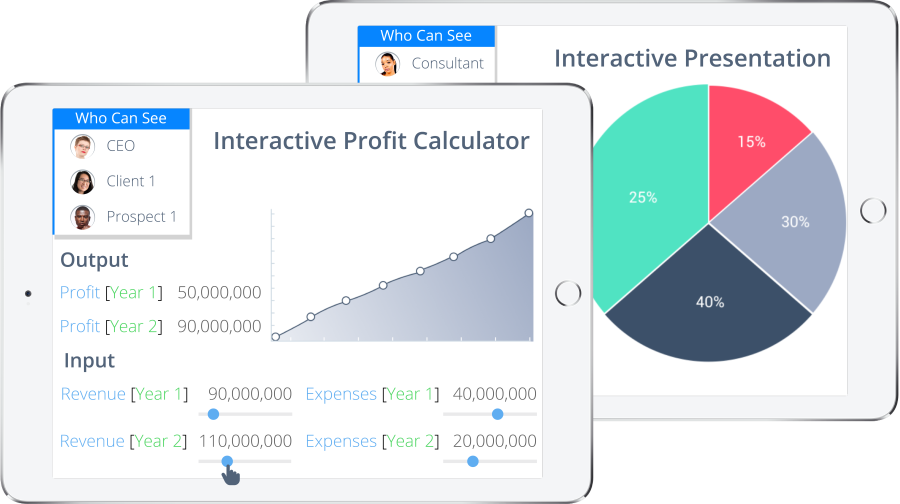 Who Can See
Consultant
Interactive Presentation
15%
25%
30%
40%
Who Can See
CEO
Client 1
Prospect 1
Interactive Profit Calculator
Output
Profit [Year 1] 50,000,000
Profit [Year 2] 90,000,000
Input
Revenue [Year 1] 90,000,000 Expenses [Year 1] 40,000,000
Revenue [Year 2] 110,000,000 Expenses [Year 2] 20,000,000